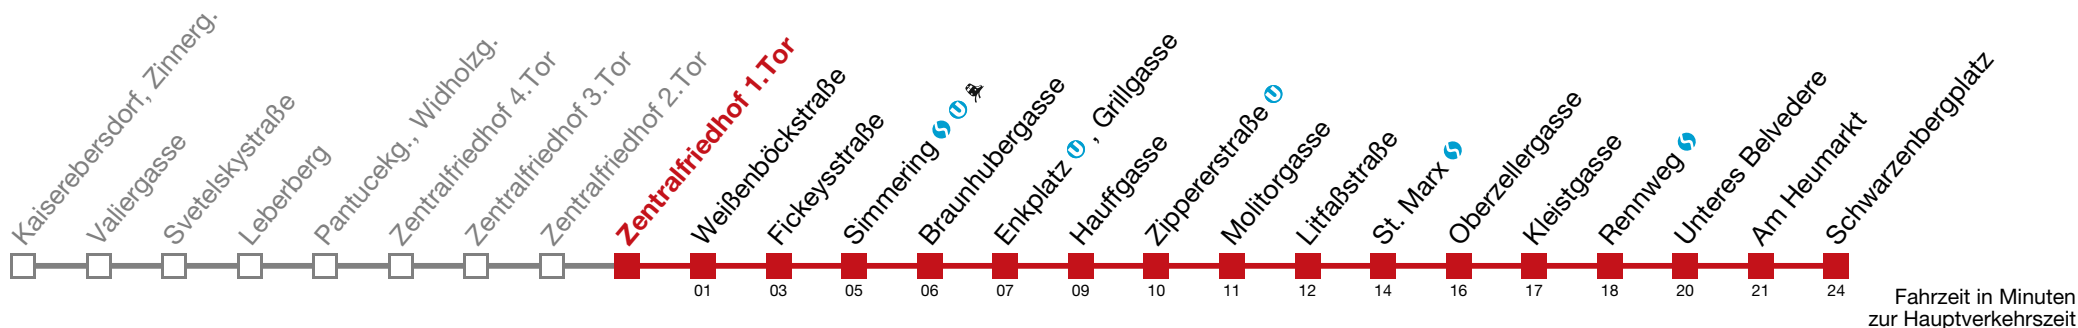 Kaiserebersdorf, Zinnerg.
Valiergasse
Svetelskystraße
Leberberg
Pantucekg., Widholzg.
Zentralfriedhof 4.Tor
Zentralfriedhof 3.Tor
Zentralfriedhof 2.Tor
Zentralfriedhof 1.Tor
Weißenböckstraße
Fickeysstraße
Simmering S U
Braunhubergasse
Enkplatz U , Grillgasse
Hauffgasse
Zippererstraße U
Molitorgasse
Litfaßstraße
St. Marx S
Oberzellergasse
Kleistgasse
Rennweg S
Unteres Belvedere
Am Heumarkt
Schwarzenbergplatz
01 03 05 06 07 09 10 11 12 14 16 17 18 20 21 24
Fahrzeit in Minuten
zur Hauptverkehrszeit